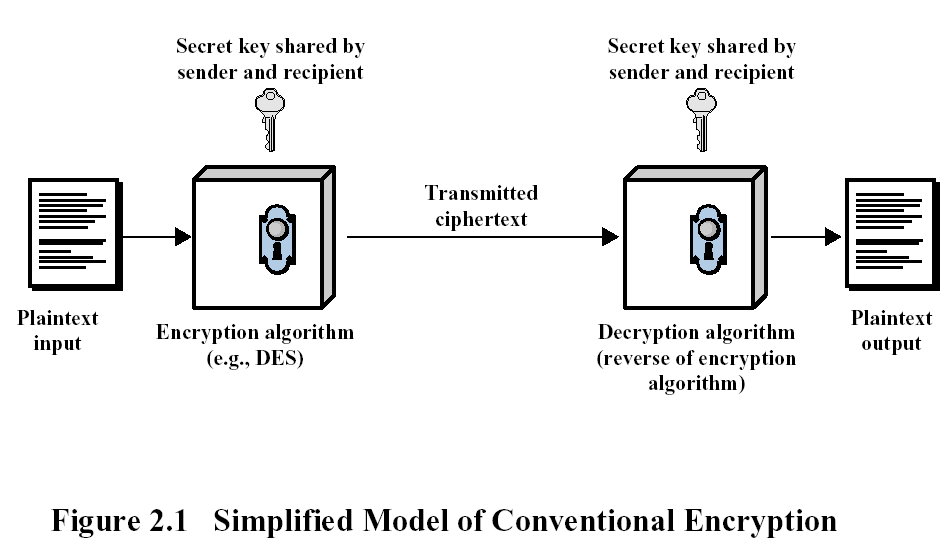 Secret key shared by
sender and recipient
Secret key shared by
sender and recipient
Transmitted
ciphertext
Plaintext
input
Encryption algorithm
(e.g., DES)
Decryption algorithm
(reverse of encryption
algorithm)
Plaintext
output
Figure 2.1 Simplified Model of Conventional Encryption